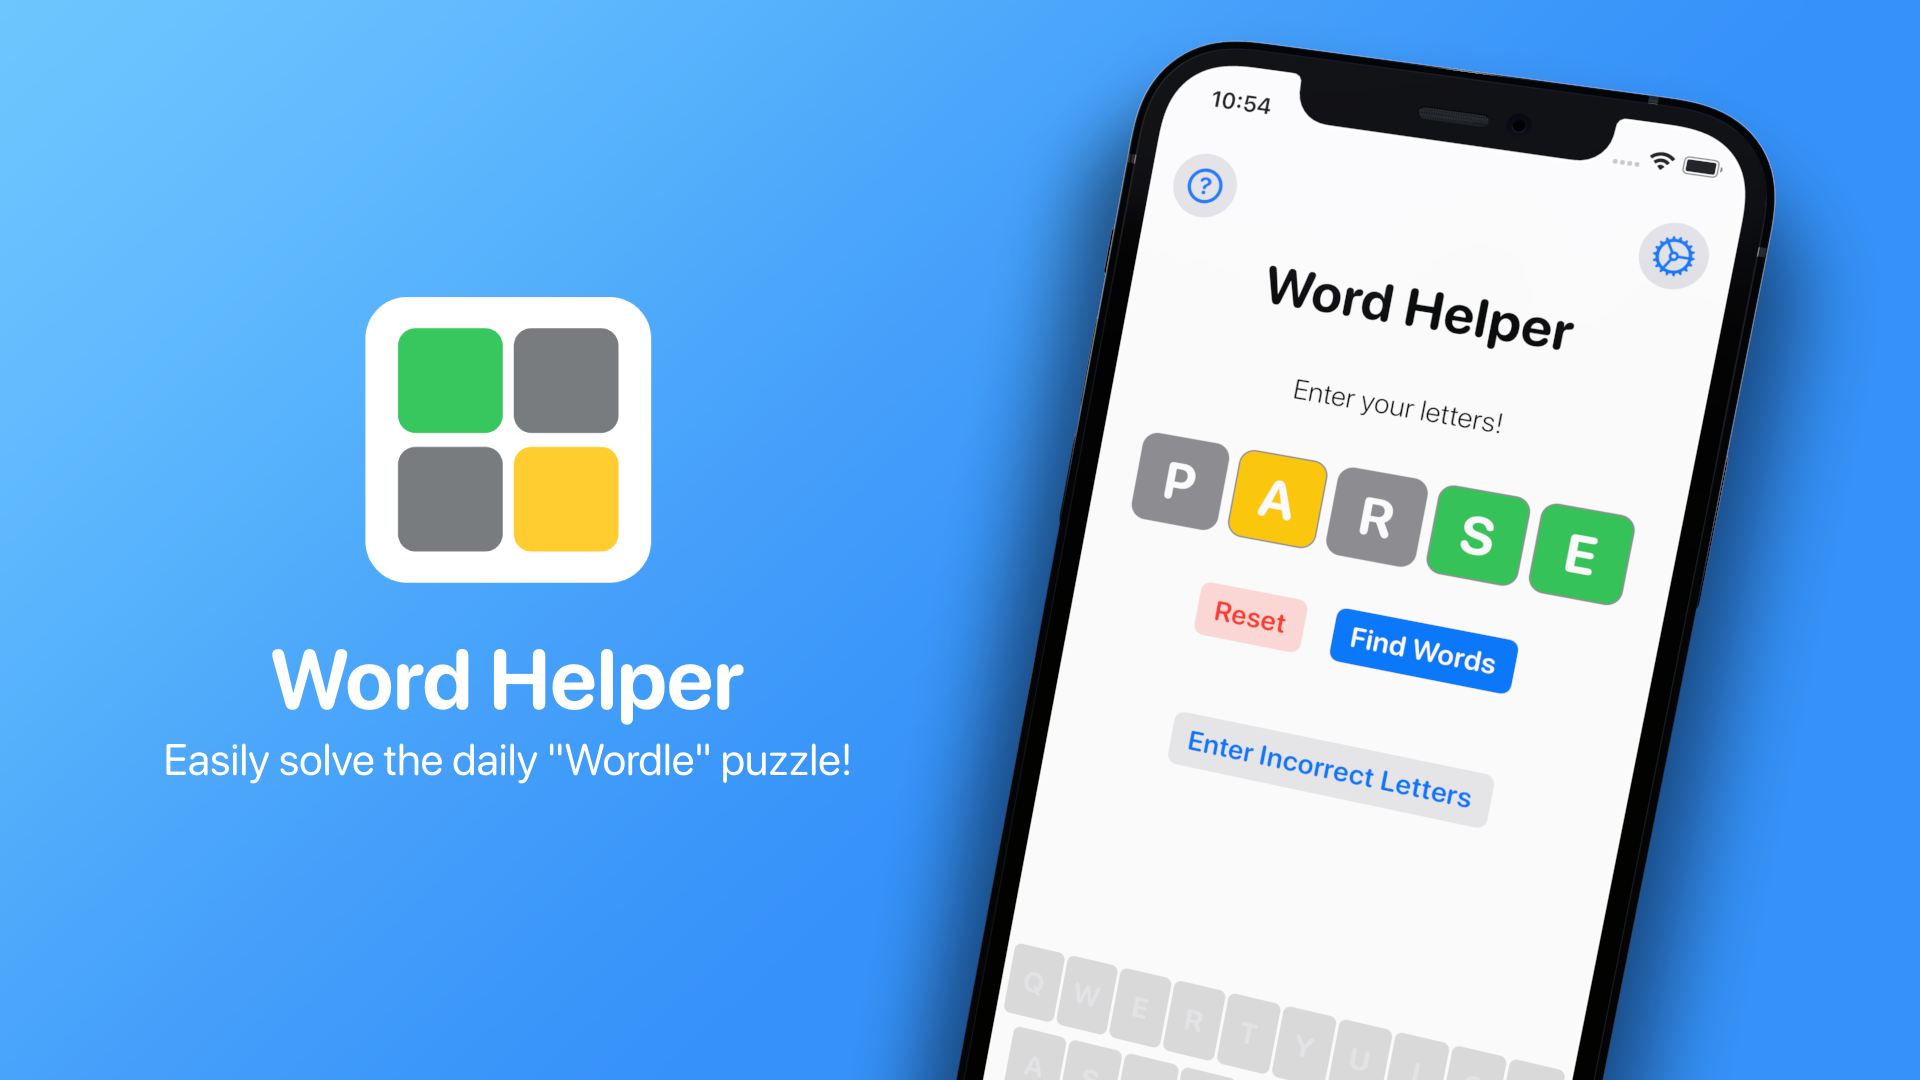 Word Helper
Easily solve the daily "Wordle" puzzle!
10:54
?
Word Helper
Enter your letters!
P A R S E
Reset Find Words
Enter Incorrect Letters
Q W E R T Y U I
A S